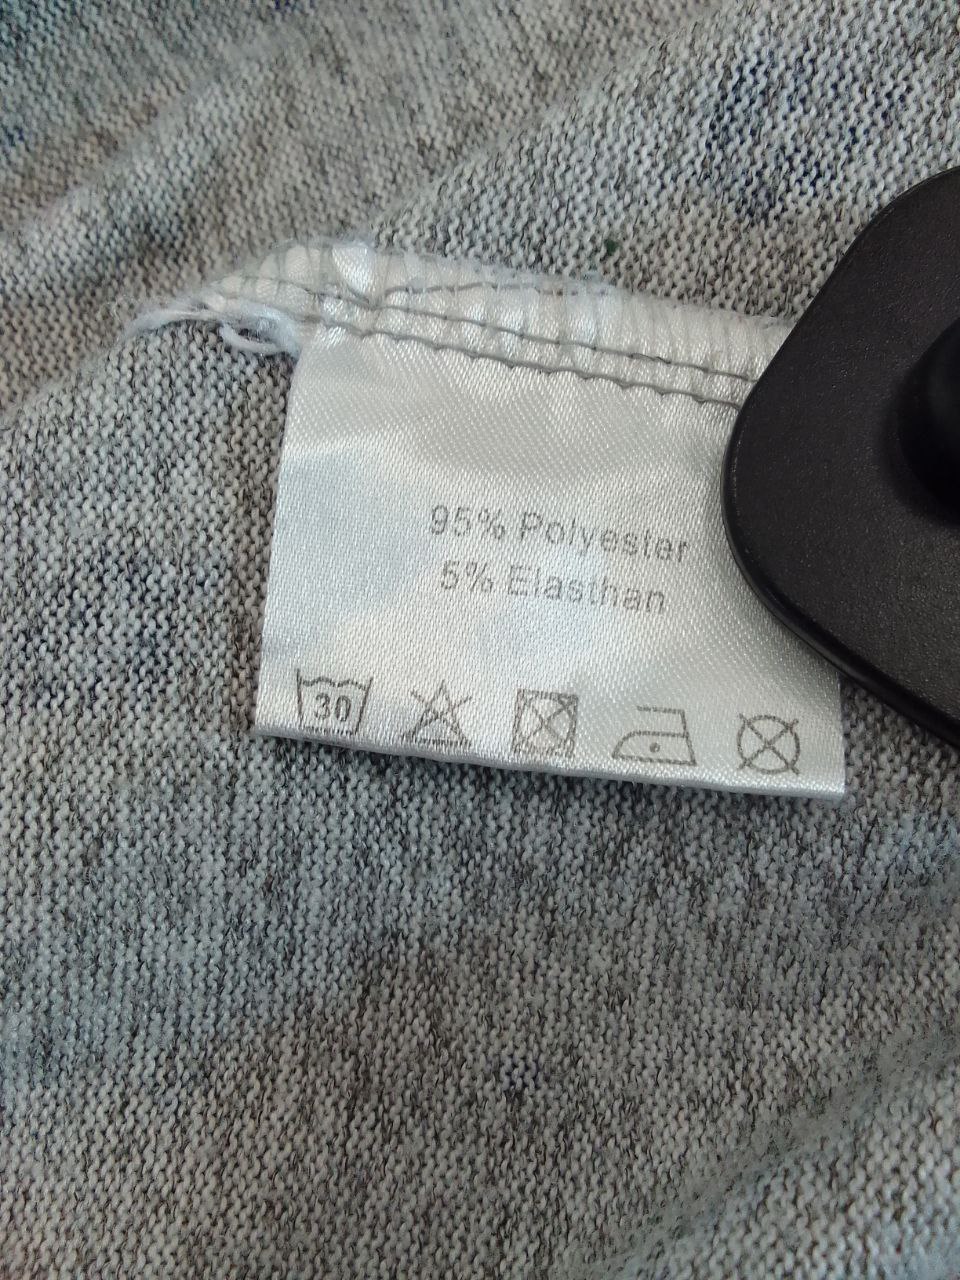 95% Polyester
5% Elasthan
30